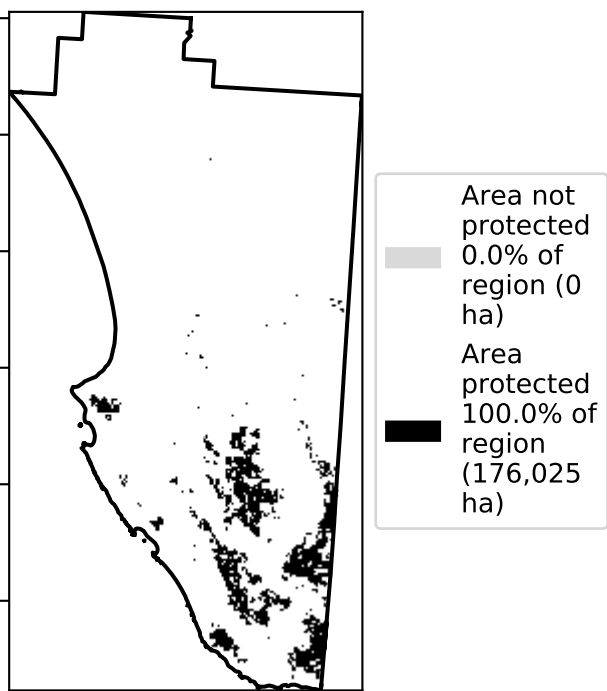 Area not
protected
0.0% of
region (0
ha)
Area
protected
100.0% of
region
(176,025
ha)